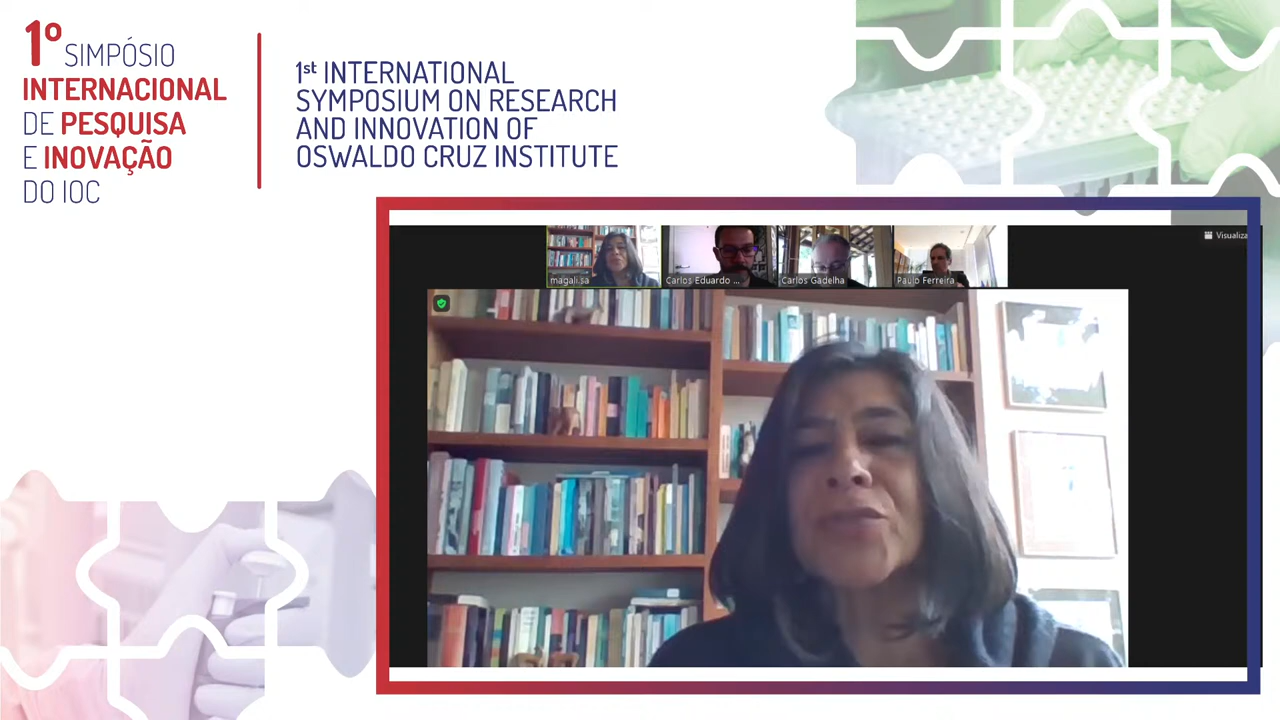 1º SIMPÓSIO
INTERNACIONAL
DE PESQUISA
E INOVAÇÃO
DO IOC
1st INTERNATIONAL
SYMPOSIUM ON RESEARCH
AND INNOVATION OF
OSWALDO CRUZ INSTITUTE
Visualiza
magali.sa
Carlos Eduardo ...
Carlos Gadelha
Paulo Ferreira